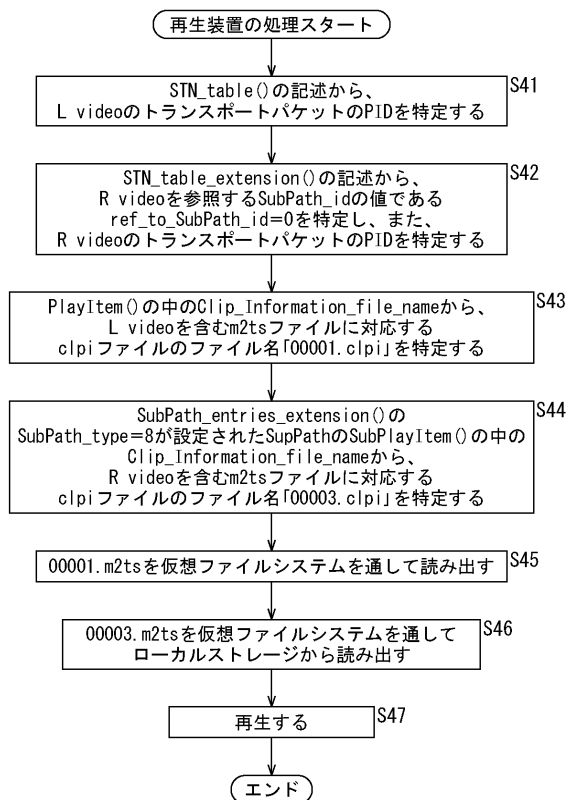 再生装置の処理スタート
STN_table()の記述から、
L videoのトランスポートパケットのPIDを特定する
S41
STN_table_extension()の記述から、
R videoを参照するSubPath_idの値である
ref_to_SubPath_id=0を特定し、また、
R videoのトランスポートパケットのPIDを特定する
S42
PlayItem()の中のClip_Information_file_nameから、
L videoを含むm2tsファイルに対応する
clpiファイルのファイル名「00001.clpi」を特定する
S43
SubPath_entries_extension()の
SubPath_type=8が設定されたSupPathのSubPlayItem()の中の
Clip_Information_file_nameから、
R videoを含むm2tsファイルに対応する
clpiファイルのファイル名「00003.clpi」を特定する
S44
00001.m2tsを仮想ファイルシステムを通して読み出す
S45
00003.m2tsを仮想ファイルシステムを通して
ローカルストレージから読み出す
S46
再生する
S47
エンド